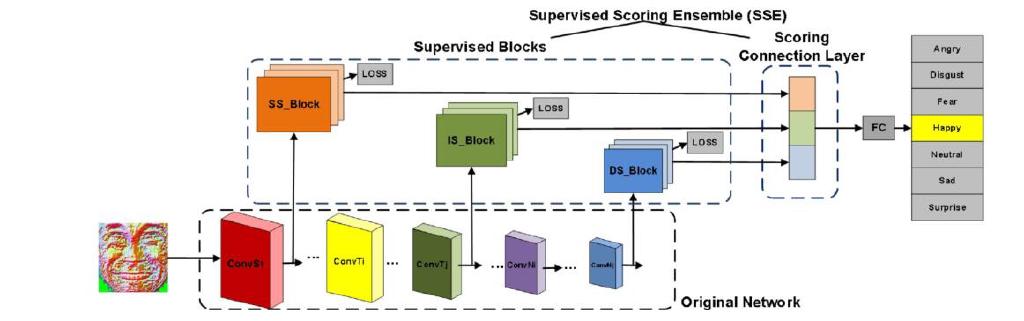 Supervised Scoring Ensemble (SSE)
Supervised Blocks
Scoring
Connection Layer
SS_Block
LOSS
IS_Block
LOSS
DS_Block
LOSS
FC
Angry
Disgust
Fear
Happy
Neutral
Sad
Surprise
ConvSi
...
ConvTi
...
ConvTj
...
ConvNi
...
ConvNj
Original Network